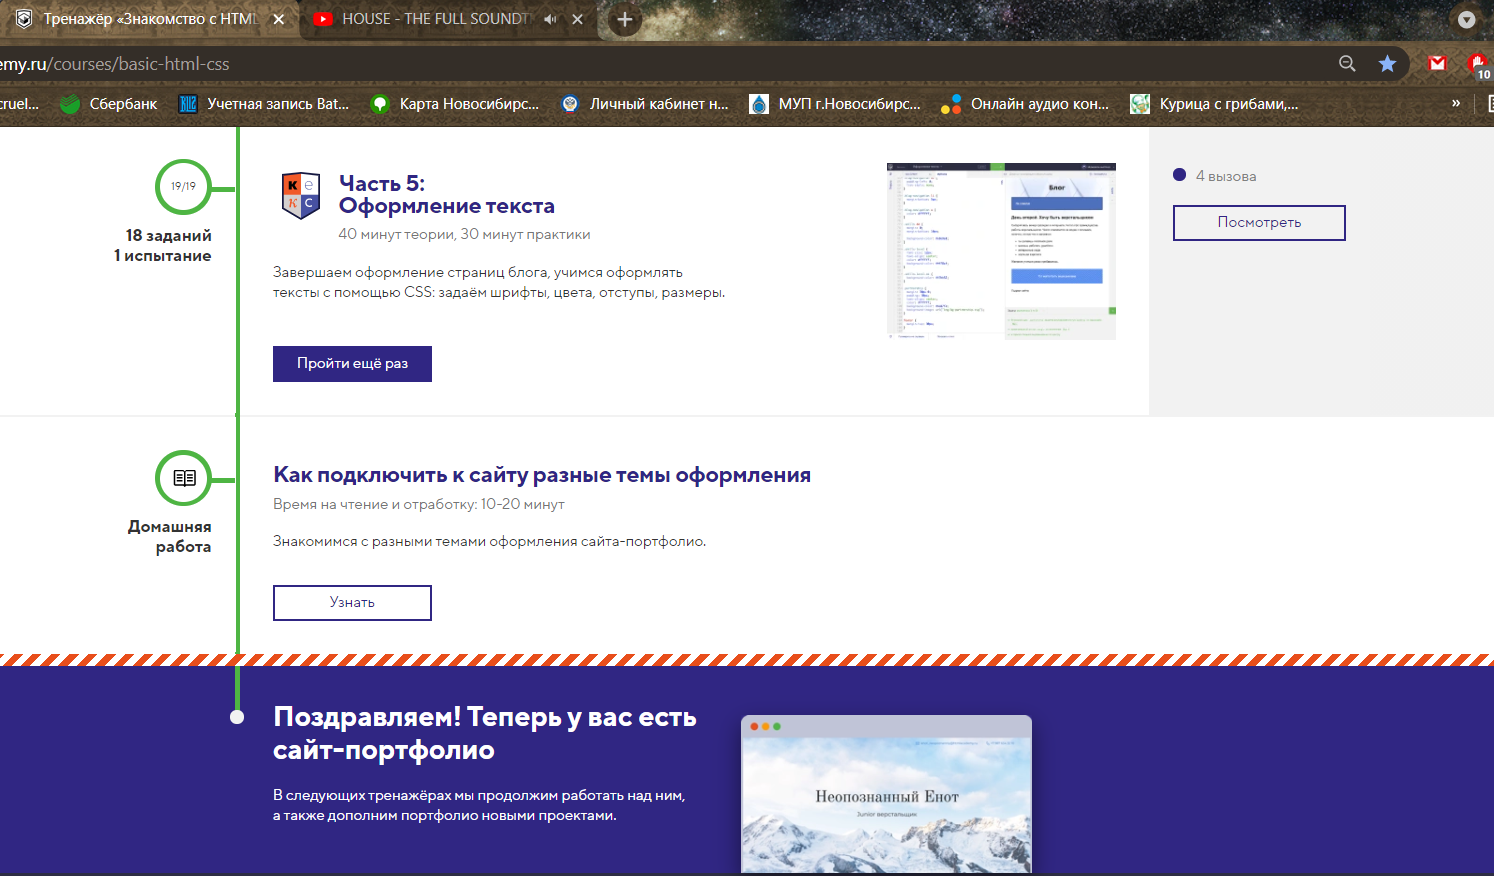 Тренажёр «Знакомство с HTML
HOUSE - THE FULL SOUNDT
emy.ru/courses/basic-html-css
10
cruel...
Сбербанк
Учетная запись Bat...
Карта Новосибирс...
Личный кабинет н...
МУП г.Новосибирс...
Онлайн аудио кон...
Курица с грибами,...
»
19/19
18 заданий
1 испытание
Часть 5:
Оформление текста
40 минут теории, 30 минут практики
Завершаем оформление страниц блога, учимся оформлять
тексты с помощью CSS: задаём шрифты, цвета, отступы, размеры.
Пройти ещё раз
Блог
4 вызова
Посмотреть
Домашняя
работа
Как подключить к сайту разные темы оформления
Время на чтение и отработку: 10-20 минут
Знакомимся с разными темами оформления сайта-портфолио.
Узнать
Поздравляем! Теперь у вас есть
сайт-портфолио
В следующих тренажёрах мы продолжим работать над ним,
а также дополним портфолио новыми проектами.
Неопознанный Енот
Junior верстальщик